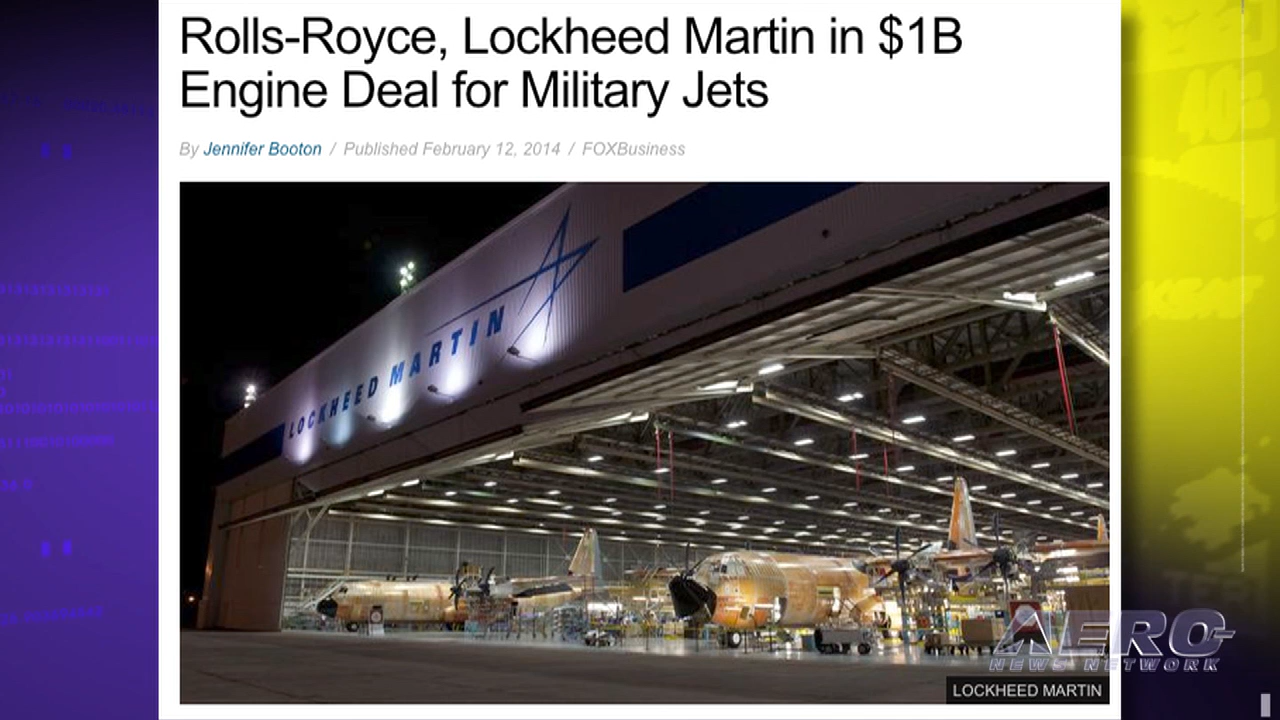 Rolls-Royce, Lockheed Martin in $1B
Engine Deal for Military Jets
By Jennifer Booton / Published February 12, 2014 / FOXBusiness
LOCKHEED MARTIN
AERO-
NEWS NETWORK
LOCKHEED MARTIN